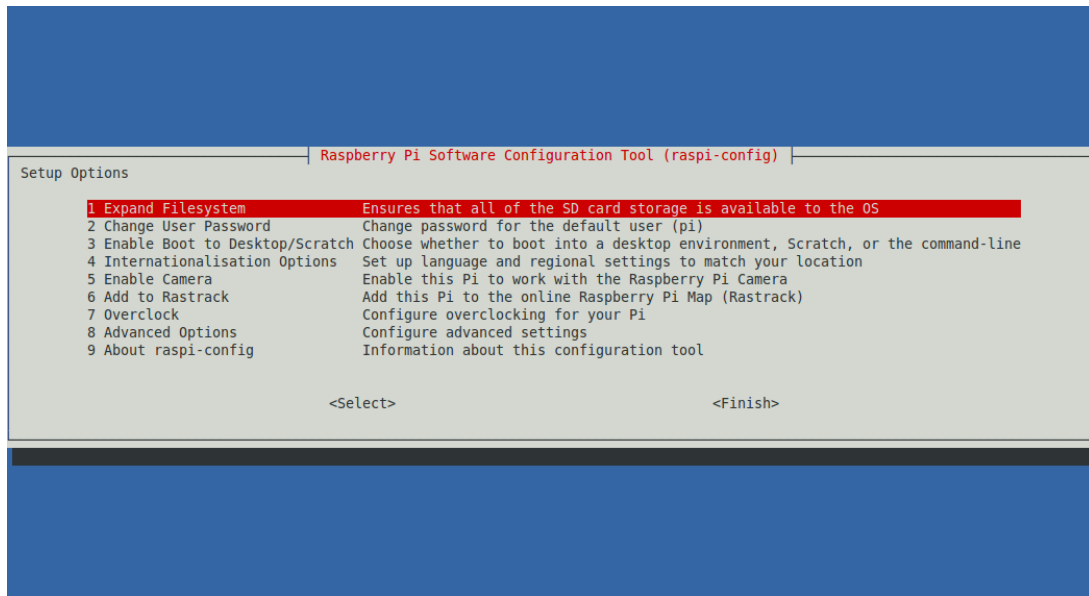 Raspberry Pi Software Configuration Tool (raspi-config)
Setup Options
1 Expand Filesystem Ensures that all of the SD card storage is available to the OS
2 Change User Password Change password for the default user (pi)
3 Enable Boot to Desktop/Scratch Choose whether to boot into a desktop environment, Scratch, or the command-line
4 Internationalisation Options Set up language and regional settings to match your location
5 Enable Camera Enable this Pi to work with the Raspberry Pi Camera
6 Add to Rastrack Add this Pi to the online Raspberry Pi Map (Rastrack)
7 Overclock Configure overclocking for your Pi
8 Advanced Options Configure advanced settings
9 About raspi-config Information about this configuration tool
<Select> <Finish>